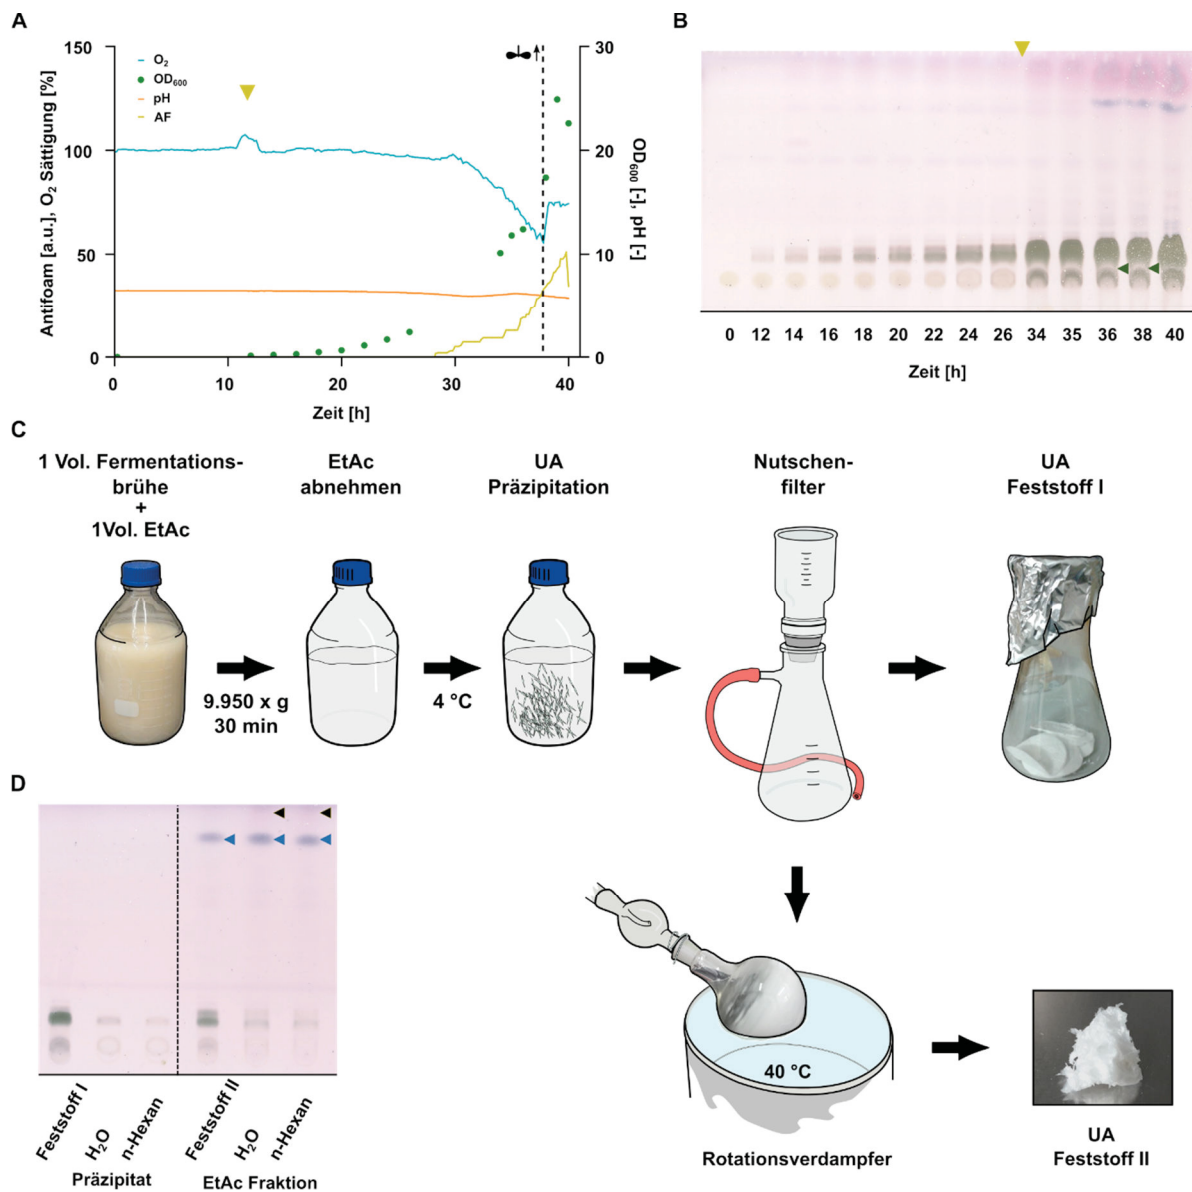 A
150
100
50
0
Antifoam [a.u.], O₂ Sättigung [%]
O₂
OD₆₀₀
pH
AF
30
20
10
0
OD₆₀₀ [-], pH [-]
0 10 20 30 40
Zeit [h]
B
0 12 14 16 18 20 22 24 26 34 35 36 38 40
Zeit [h]
C
1 Vol. Fermentations-
brühe
+
1Vol. EtAc
9.950 x g
30 min
EtAc
abnehmen
4 °C
UA
Präzipitation
Nutschen-
filter
UA
Feststoff I
40 °C
Rotationsverdampfer
UA
Feststoff II
D
Feststoff I
H₂O
n-Hexan
Feststoff II
H₂O
n-Hexan
Präzipitat
EtAc Fraktion